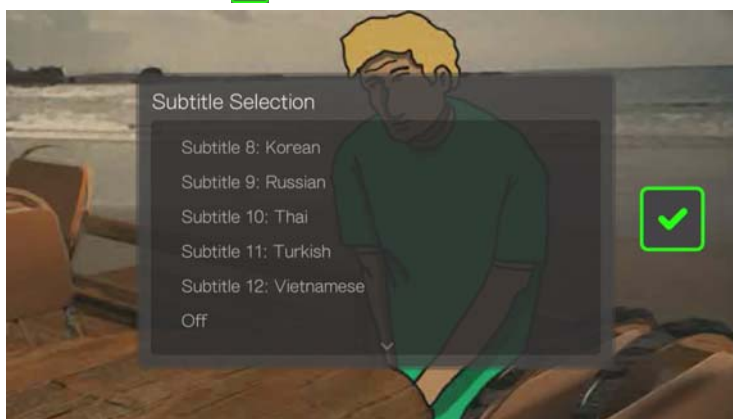 Subtitle Selection
Subtitle 8: Korean
Subtitle 9: Russian
Subtitle 10: Thai
Subtitle 11: Turkish
Subtitle 12: Vietnamese
Off